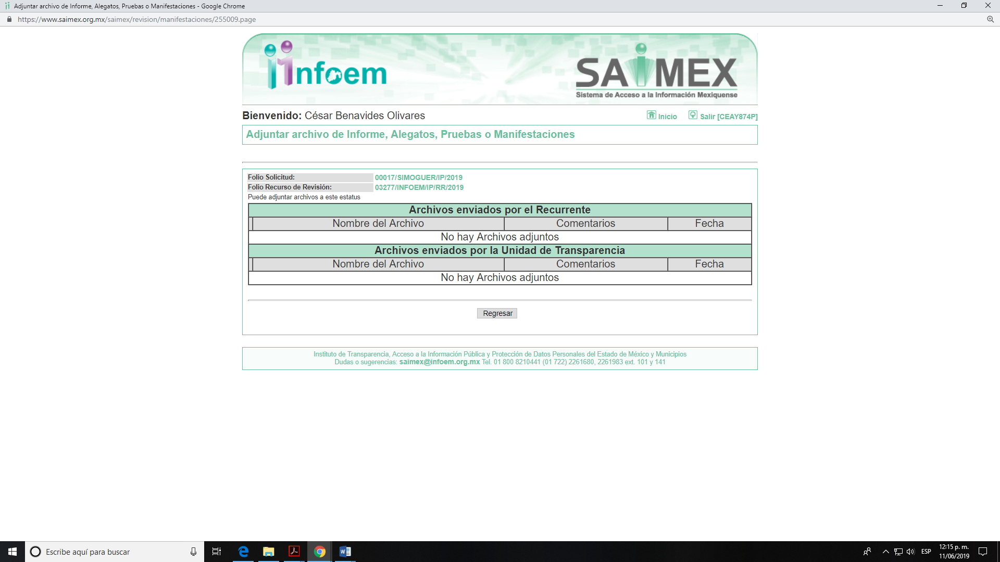 Adjuntar archivo de Informe, Alegatos, Pruebas o Manifestaciones - Google Chrome
https://www.saimex.org.mx/saimex/revision/manifestaciones/255009.page
infoem
SAIMEX
Sistema de Acceso a la Información Mexiquense
Bienvenido: César Benavides Olivares
Inicio Salir [CEAY874P]
Adjuntar archivo de Informe, Alegatos, Pruebas o Manifestaciones
Folio Solicitud: 00017/SIMOGUER/IP/2019
Folio Recurso de Revisión: 03277/INFOEM/IP/RR/2019
Puede adjuntar archivos a este estatus
Archivos enviados por el Recurrente
Nombre del Archivo Comentarios Fecha
No hay Archivos adjuntos
Archivos enviados por la Unidad de Transparencia
Nombre del Archivo Comentarios Fecha
No hay Archivos adjuntos
Regresar
Instituto de Transparencia, Acceso a la Información Pública y Protección de Datos Personales del Estado de México y Municipios
Dudas o sugerencias: saimex@infoem.org.mx Tel. 01 800 8210441 (01 722) 2261680, 2261983 ext. 101 y 141
Escribe aquí para buscar
ESP
12:15 p. m.
11/06/2019